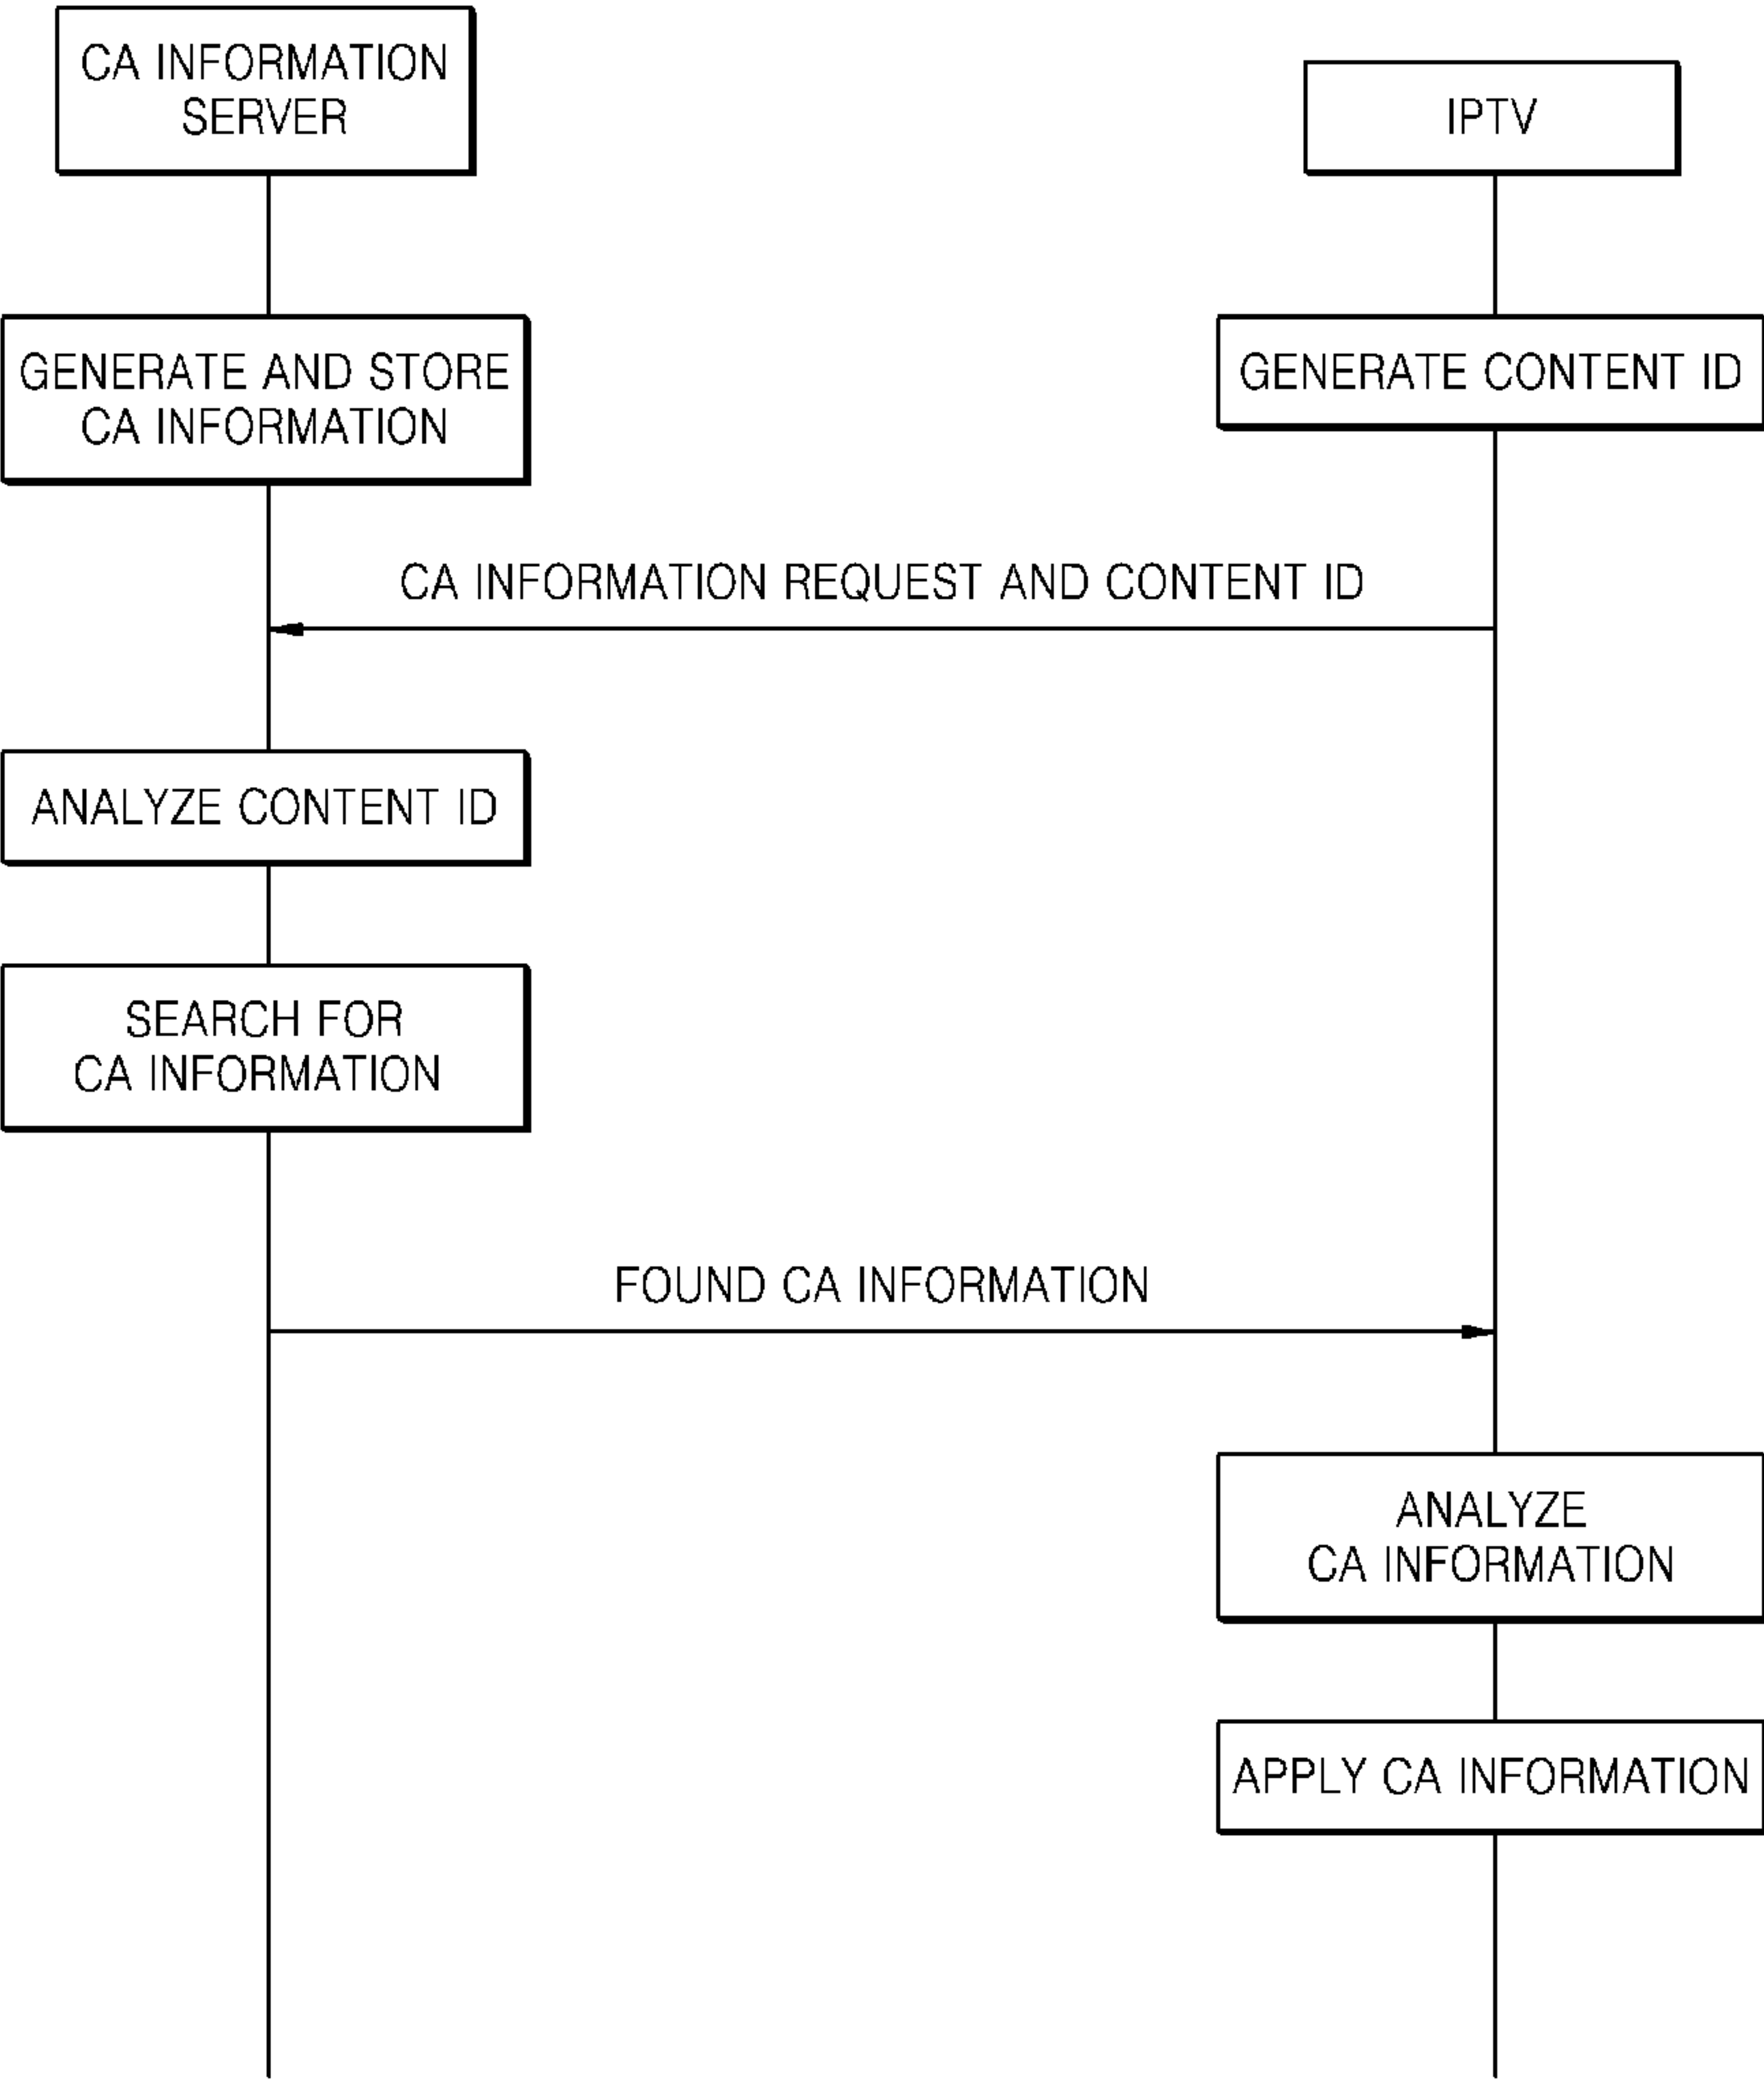 CA INFORMATION
SERVER
IPTV
GENERATE AND STORE
CA INFORMATION
GENERATE CONTENT ID
CA INFORMATION REQUEST AND CONTENT ID
ANALYZE CONTENT ID
SEARCH FOR
CA INFORMATION
FOUND CA INFORMATION
ANALYZE
CA INFORMATION
APPLY CA INFORMATION